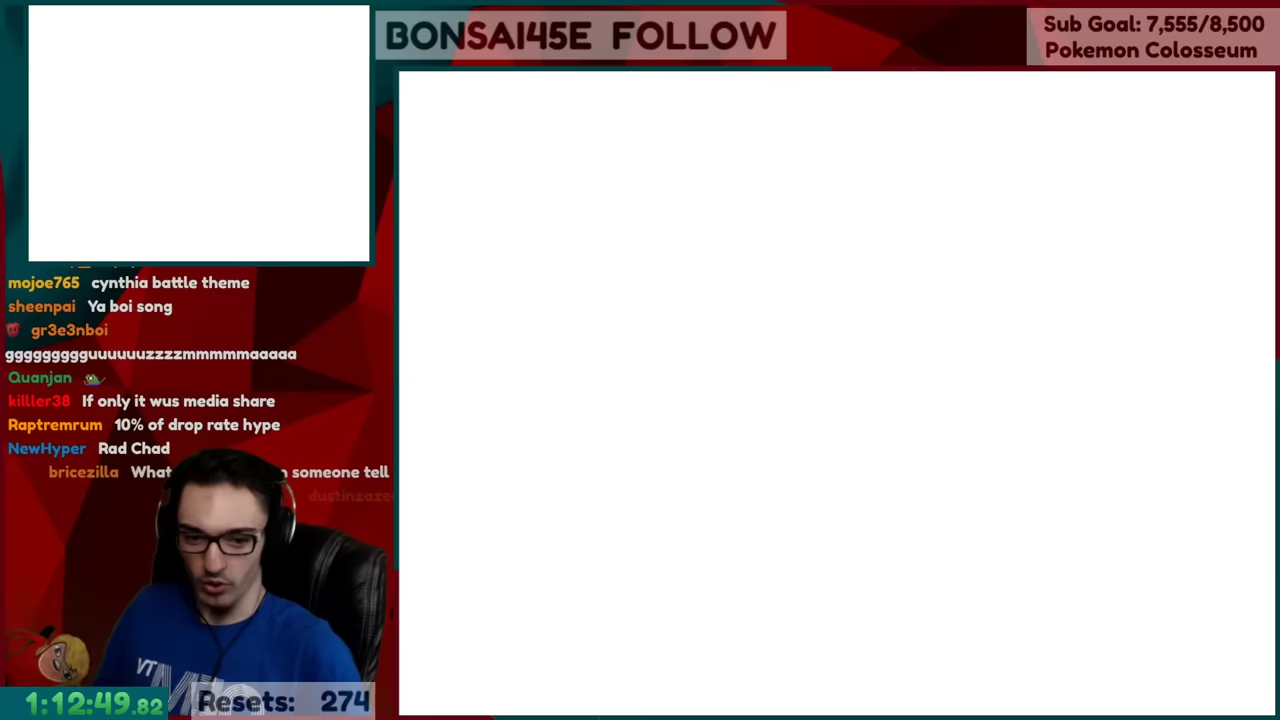 BONSAI45E FOLLOW
Sub Goal: 7,555/8,500
Pokemon Colosseum
mojoe765 cynthia battle theme
sheenpai Ya boi song
gr3e3nboi
ggggggggguuuuuuzzzzmmmmmaaaaa
Quanjan
killler38 If only it wus media share
Raptremrum 10% of drop rate hype
NewHyper Rad Chad
bricezilla What someone tell
VT
1:12:49.82
Resets: 274